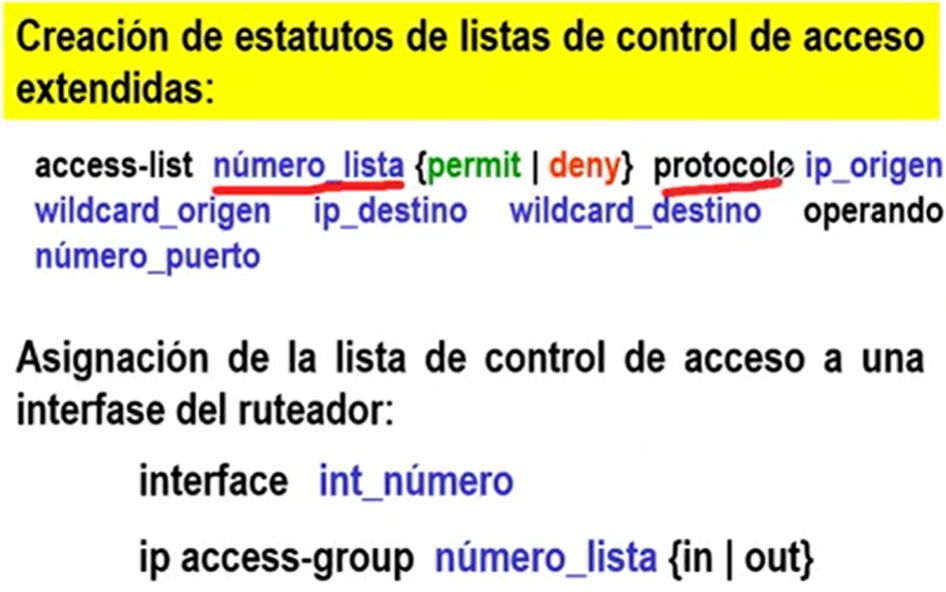 Creación de estatutos de listas de control de acceso
extendidas:
access-list número_lista {permit | deny} protocolo ip_origen
wildcard_origen ip_destino wildcard_destino operando
número_puerto
Asignación de la lista de control de acceso a una
interfase del ruteador:
interface int_número
ip access-group número_lista {in | out}